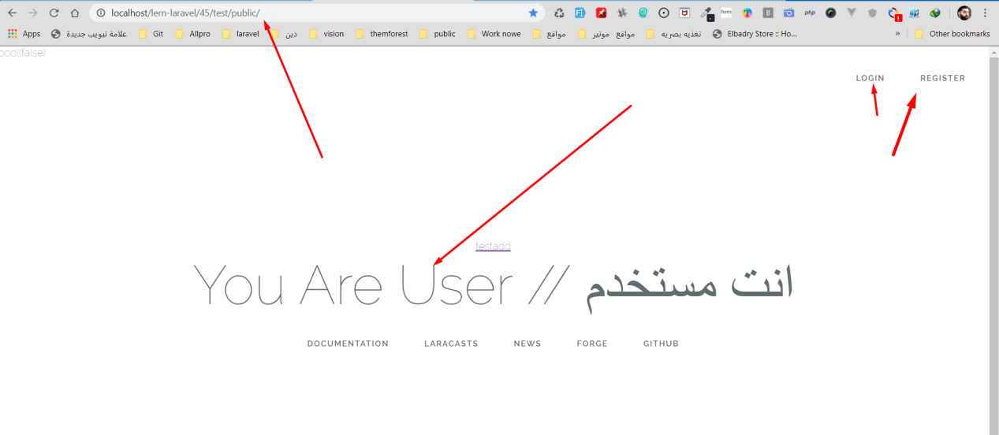 localhost/lern-laravel/45/test/public/
fonts
php
Apps علامة تبويب جديدة Git Allpro laravel دين vision themforest public Work nowe مواقع مواقع موتير تغذيه بصريه Elbadry Store :: Ho... » Other bookmarks
bool(false)
LOGIN REGISTER
testadd
You Are User // انت مستخدم
DOCUMENTATION LARACASTS NEWS FORGE GITHUB